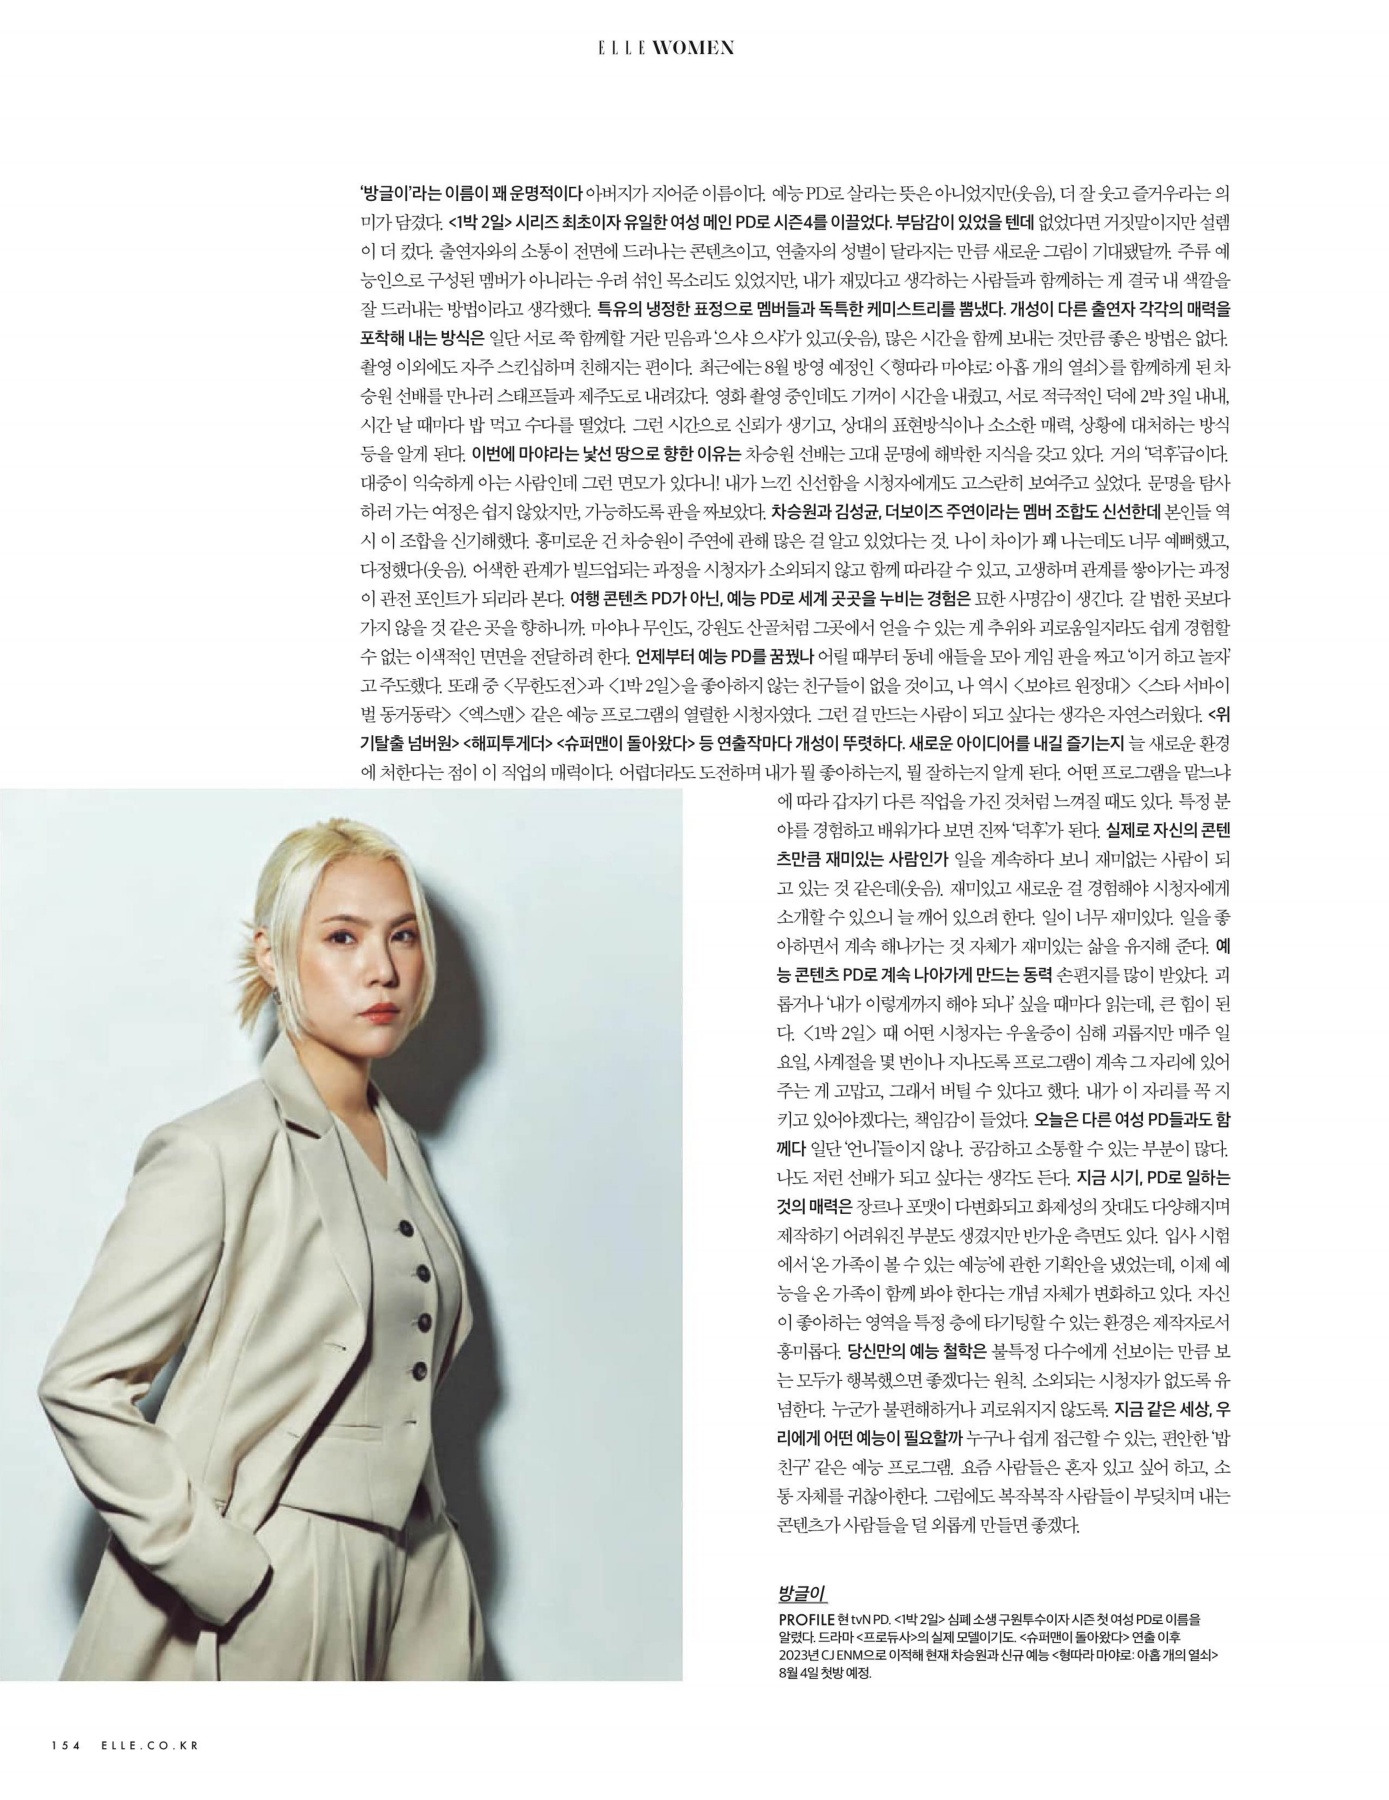 ELLE WOMEN
‘방글이’라는 이름이 꽤 운명적이다 아버지가 지어준 이름이다. 예능 PD로 살라는 뜻은 아니었지만(웃음), 더 잘 웃고 즐거우라는 의
미가 담겼다. <1박 2일> 시리즈 최초이자 유일한 여성 메인 PD로 시즌4를 이끌었다. 부담감이 있었을 텐데 없었다면 거짓말이지만 설렘
이 더 컸다. 출연자와의 소통이 전면에 드러나는 콘텐츠이고, 연출자의 성별이 달라지는 만큼 새로운 그림이 기대됐달까. 주류 예
능인으로 구성된 멤버가 아니라는 우려 섞인 목소리도 있었지만, 내가 재밌다고 생각하는 사람들과 함께하는 게 결국 내 색깔을
잘 드러내는 방법이라고 생각했다. 특유의 냉정한 표정으로 멤버들과 독특한 케미스트리를 뽐냈다. 개성이 다른 출연자 각각의 매력을
포착해 내는 방식은 일단 서로 쭉 함께할 거란 믿음과 ‘으샤 으샤’가 있고(웃음), 많은 시간을 함께 보내는 것만큼 좋은 방법은 없다.
촬영 이외에도 자주 스킨십하며 친해지는 편이다. 최근에는 8월 방영 예정인 <형따라 마야로: 아홉 개의 열쇠>를 함께하게 된 차
승원 선배를 만나러 스태프들과 제주도로 내려갔다. 영화 촬영 중인데도 기꺼이 시간을 내줬고, 서로 적극적인 덕에 2박 3일 내내,
시간 날 때마다 밥 먹고 수다를 떨었다. 그런 시간으로 신뢰가 생기고, 상대의 표현방식이나 소소한 매력, 상황에 대처하는 방식
등을 알게 된다. 이번에 마야라는 낯선 땅으로 향한 이유는 차승원 선배는 고대 문명에 해박한 지식을 갖고 있다. 거의 ‘덕후’급이다.
대중이 익숙하게 아는 사람인데 그런 면모가 있다니! 내가 느낀 신선함을 시청자에게도 고스란히 보여주고 싶었다. 문명을 탐사
하러 가는 여정은 쉽지 않았지만, 가능하도록 판을 짜보았다. 차승원과 김성균, 더보이즈 주연이라는 멤버 조합도 신선한데 본인들 역
시 이 조합을 신기해했다. 흥미로운 건 차승원이 주연에 관해 많은 걸 알고 있었다는 것. 나이 차이가 꽤 나는데도 너무 예뻐했고,
다정했다(웃음). 어색한 관계가 빌드업되는 과정을 시청자가 소외되지 않고 함께 따라갈 수 있고, 고생하며 관계를 쌓아가는 과정
이 관전 포인트가 되리라 본다. 여행 콘텐츠 PD가 아닌, 예능 PD로 세계 곳곳을 누비는 경험은 묘한 사명감이 생긴다. 갈 법한 곳보다
가지 않을 것 같은 곳을 향하니까. 마야나 무인도, 강원도 산골처럼 그곳에서 얻을 수 있는 게 추위와 괴로움일지라도 쉽게 경험할
수 없는 이색적인 면면을 전달하려 한다. 언제부터 예능 PD를 꿈꿨나 어릴 때부터 동네 애들을 모아 게임 판을 짜고 ‘이거 하고 놀자’
고 주도했다. 또래 중 <무한도전>과 <1박 2일>을 좋아하지 않는 친구들이 없을 것이고, 나 역시 <보야르 원정대> <스타 서바이
벌 동거동락> <엑스맨> 같은 예능 프로그램의 열렬한 시청자였다. 그런 걸 만드는 사람이 되고 싶다는 생각은 자연스러웠다. <위
기탈출 넘버원> <해피투게더> <슈퍼맨이 돌아왔다> 등 연출작마다 개성이 뚜렷하다. 새로운 아이디어를 내길 즐기는지 늘 새로운 환경
에 처한다는 점이 이 직업의 매력이다. 어렵더라도 도전하며 내가 뭘 좋아하는지, 뭘 잘하는지 알게 된다. 어떤 프로그램을 맡느냐
에 따라 갑자기 다른 직업을 가진 것처럼 느껴질 때도 있다. 특정 분
야를 경험하고 배워가다 보면 진짜 ‘덕후’가 된다. 실제로 자신의 콘텐
츠만큼 재미있는 사람인가 일을 계속하다 보니 재미없는 사람이 되
고 있는 것 같은데(웃음). 재미있고 새로운 걸 경험해야 시청자에게
소개할 수 있으니 늘 깨어 있으려 한다. 일이 너무 재미있다. 일을 좋
아하면서 계속 해나가는 것 자체가 재미있는 삶을 유지해 준다. 예
능 콘텐츠 PD로 계속 나아가게 만드는 동력 손편지를 많이 받았다. 괴
롭거나 ‘내가 이렇게까지 해야 되나’ 싶을 때마다 읽는데, 큰 힘이 된
다. <1박 2일> 때 어떤 시청자는 우울증이 심해 괴롭지만 매주 일
요일, 사계절을 몇 번이나 지나도록 프로그램이 계속 그 자리에 있어
주는 게 고맙고, 그래서 버틸 수 있다고 했다. 내가 이 자리를 꼭 지
키고 있어야겠다는, 책임감이 들었다. 오늘은 다른 여성 PD들과도 함
께다 일단 ‘언니’들이지 않나. 공감하고 소통할 수 있는 부분이 많다.
나도 저런 선배가 되고 싶다는 생각도 든다. 지금 시기, PD로 일하는
것의 매력은 장르나 포맷이 다변화되고 화제성의 잣대도 다양해지며
제작하기 어려워진 부분도 생겼지만 반가운 측면도 있다. 입사 시험
에서 ‘온 가족이 볼 수 있는 예능’에 관한 기획안을 냈었는데, 이제 예
능을 온 가족이 함께 봐야 한다는 개념 자체가 변화하고 있다. 자신
이 좋아하는 영역을 특정 층에 타기팅할 수 있는 환경은 제작자로서
흥미롭다. 당신만의 예능 철학은 불특정 다수에게 선보이는 만큼 보
는 모두가 행복했으면 좋겠다는 원칙. 소외되는 시청자가 없도록 유
념한다. 누군가 불편해하거나 괴로워지지 않도록. 지금 같은 세상, 우
리에게 어떤 예능이 필요할까 누구나 쉽게 접근할 수 있는, 편안한 ‘밥
친구’ 같은 예능 프로그램. 요즘 사람들은 혼자 있고 싶어 하고, 소
통 자체를 귀찮아한다. 그럼에도 복작복작 사람들이 부딪치며 내는
콘텐츠가 사람들을 덜 외롭게 만들면 좋겠다.
방글이
PROFILE 현 tvN PD. <1박 2일> 심폐 소생 구원투수이자 시즌 첫 여성 PD로 이름을
알렸다. 드라마 <프로듀사>의 실제 모델이기도. <슈퍼맨이 돌아왔다> 연출 이후
2023년 CJ ENM으로 이적해 현재 차승원과 신규 예능 <형따라 마야로: 아홉 개의 열쇠>
8월 4일 첫방 예정.
154 ELLE.CO.KR